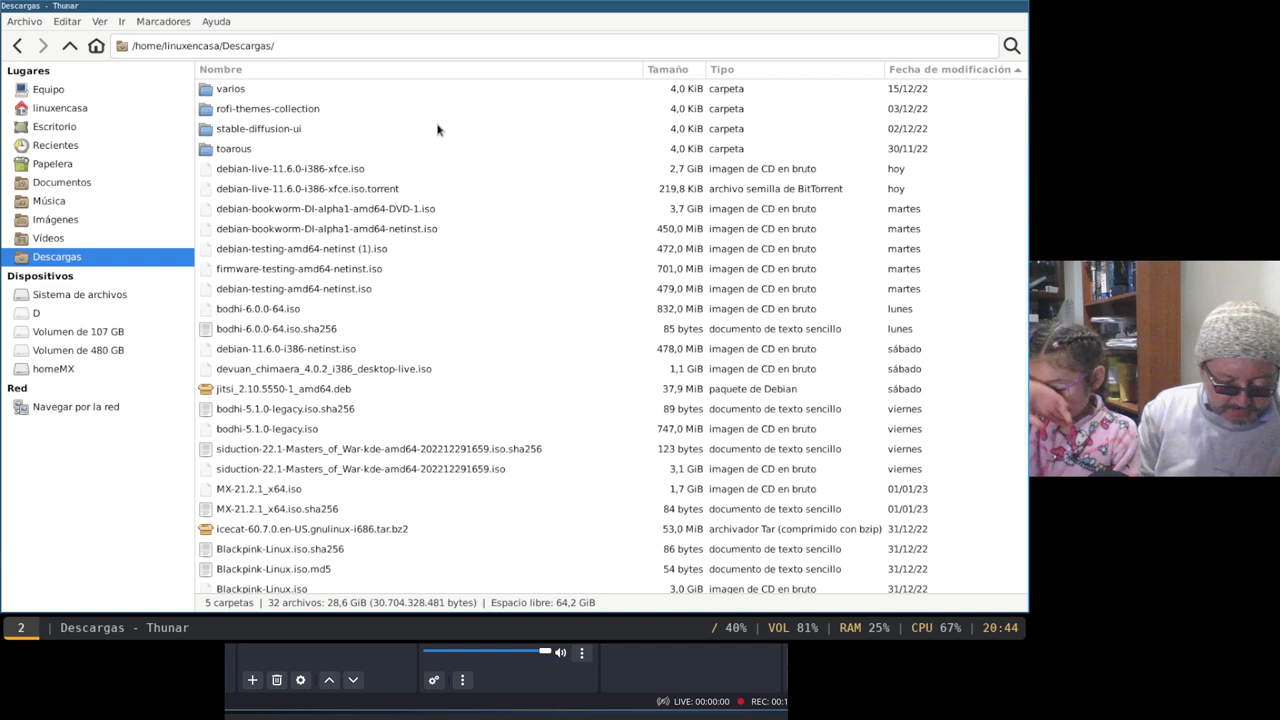 Descargas - Thunar
Archivo Editar Ver Ir Marcadores Ayuda
/home/linuxencasa/Descargas/
Lugares
Equipo
linuxencasa
Escritorio
Recientes
Papelera
Documentos
Música
Imágenes
Vídeos
Descargas
Dispositivos
Sistema de archivos
D
Volumen de 107 GB
Volumen de 480 GB
homeMX
Red
Navegar por la red
Nombre Tamaño Tipo Fecha de modificación
varios 4,0 KiB carpeta 15/12/22
rofi-themes-collection 4,0 KiB carpeta 03/12/22
stable-diffusion-ui 4,0 KiB carpeta 02/12/22
toarous 4,0 KiB carpeta 30/11/22
debian-live-11.6.0-i386-xfce.iso 2,7 GiB imagen de CD en bruto hoy
debian-live-11.6.0-i386-xfce.iso.torrent 219,8 KiB archivo semilla de BitTorrent hoy
debian-bookworm-DI-alpha1-amd64-DVD-1.iso 3,7 GiB imagen de CD en bruto martes
debian-bookworm-DI-alpha1-amd64-netinst.iso 450,0 MiB imagen de CD en bruto martes
debian-testing-amd64-netinst (1).iso 472,0 MiB imagen de CD en bruto martes
firmware-testing-amd64-netinst.iso 701,0 MiB imagen de CD en bruto martes
debian-testing-amd64-netinst.iso 479,0 MiB imagen de CD en bruto martes
bodhi-6.0.0-64.iso 832,0 MiB imagen de CD en bruto lunes
bodhi-6.0.0-64.iso.sha256 85 bytes documento de texto sencillo lunes
debian-11.6.0-i386-netinst.iso 478,0 MiB imagen de CD en bruto sábado
devuan_chimaera_4.0.2_i386_desktop-live.iso 1,1 GiB imagen de CD en bruto sábado
jitsi_2.10.5550-1_amd64.deb 37,9 MiB paquete de Debian sábado
bodhi-5.1.0-legacy.iso.sha256 89 bytes documento de texto sencillo viernes
bodhi-5.1.0-legacy.iso 747,0 MiB imagen de CD en bruto viernes
siduction-22.1-Masters_of_War-kde-amd64-202212291659.iso.sha256 123 bytes documento de texto sencillo viernes
siduction-22.1-Masters_of_War-kde-amd64-202212291659.iso 3,1 GiB imagen de CD en bruto viernes
MX-21.2.1_x64.iso 1,7 GiB imagen de CD en bruto 01/01/23
MX-21.2.1_x64.iso.sha256 84 bytes documento de texto sencillo 01/01/23
icecat-60.7.0.en-US.gnulinux-i686.tar.bz2 53,0 MiB archivador Tar (comprimido con bzip) 31/12/22
Blackpink-Linux.iso.sha256 86 bytes documento de texto sencillo 31/12/22
Blackpink-Linux.iso.md5 54 bytes documento de texto sencillo 31/12/22
Blackpink-Linux.iso 3,0 GiB imagen de CD en bruto 31/12/22
5 carpetas | 32 archivos: 28,6 GiB (30.704.328.481 bytes) | Espacio libre: 64,2 GiB
2 | Descargas - Thunar / 40% | VOL 81% | RAM 25% | CPU 67% | 20:44
LIVE: 00:00:00 REC: 00:1